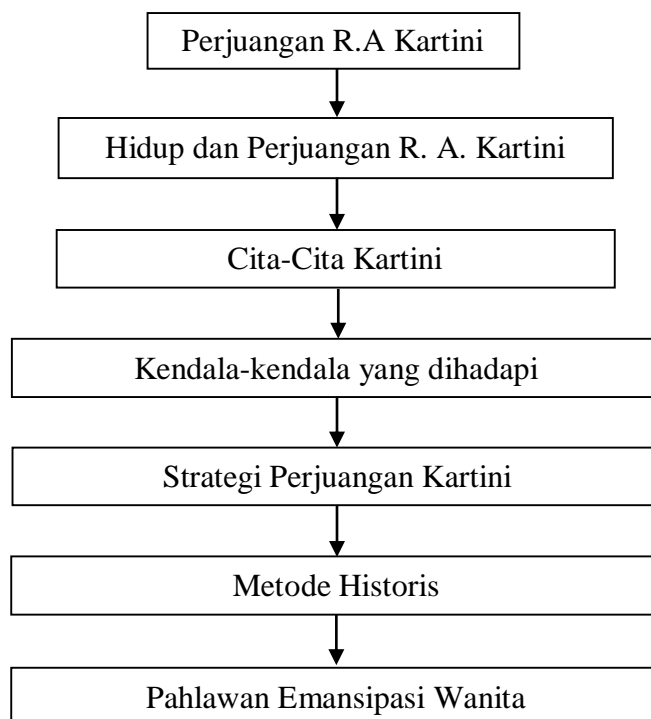 Perjuangan R.A Kartini
Hidup dan Perjuangan R. A. Kartini
Cita-Cita Kartini
Kendala-kendala yang dihadapi
Strategi Perjuangan Kartini
Metode Historis
Pahlawan Emansipasi Wanita